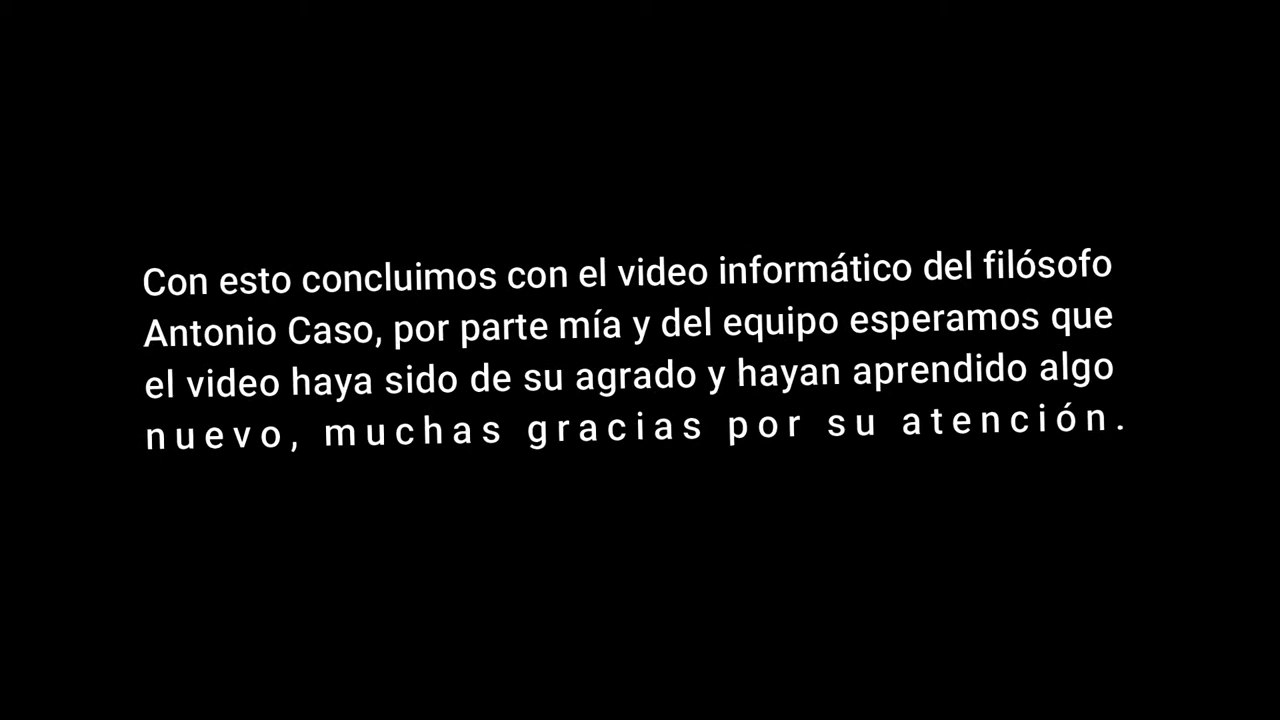 Con esto concluimos con el video informático del filósofo
Antonio Caso, por parte mía y del equipo esperamos que
el video haya sido de su agrado y hayan aprendido algo
nuevo, muchas gracias por su atención.